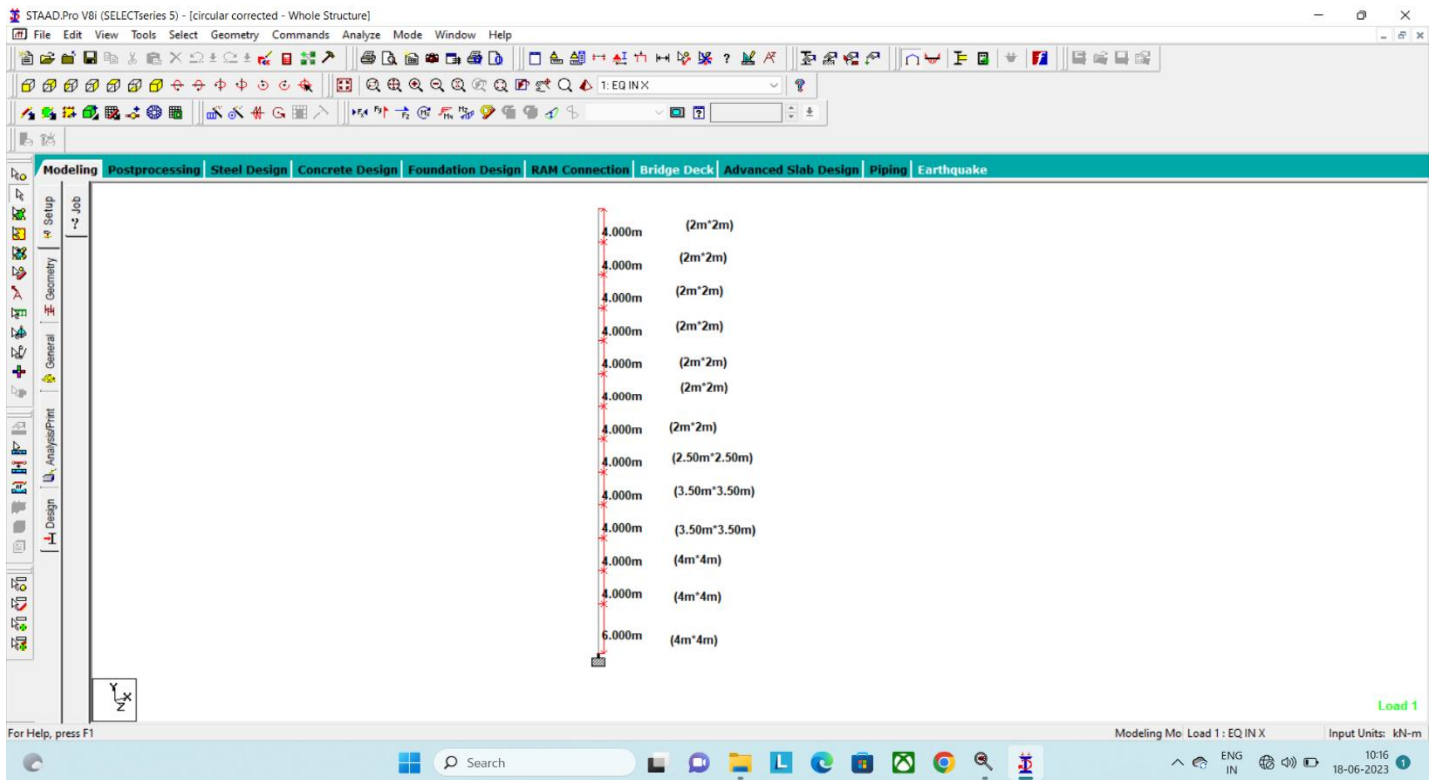 STAAD.Pro V8i (SELECTseries 5) - [circular corrected - Whole Structure]
File Edit View Tools Select Geometry Commands Analyze Mode Window Help
1: EQ IN X
Modeling Postprocessing Steel Design Concrete Design Foundation Design RAM Connection Bridge Deck Advanced Slab Design Piping Earthquake
Setup
Geometry
General
Analysis/Print
Design
Job
4.000m (2m*2m)
4.000m (2m*2m)
4.000m (2m*2m)
4.000m (2m*2m)
4.000m (2m*2m)
4.000m (2m*2m)
4.000m (2m*2m)
4.000m (2.50m*2.50m)
4.000m (3.50m*3.50m)
4.000m (3.50m*3.50m)
4.000m (4m*4m)
4.000m (4m*4m)
6.000m (4m*4m)
Y
X
Z
Load 1
For Help, press F1
Modeling Mo Load 1 : EQ IN X Input Units: kN-m
Search
ENG
IN
10:16
18-06-2023
1